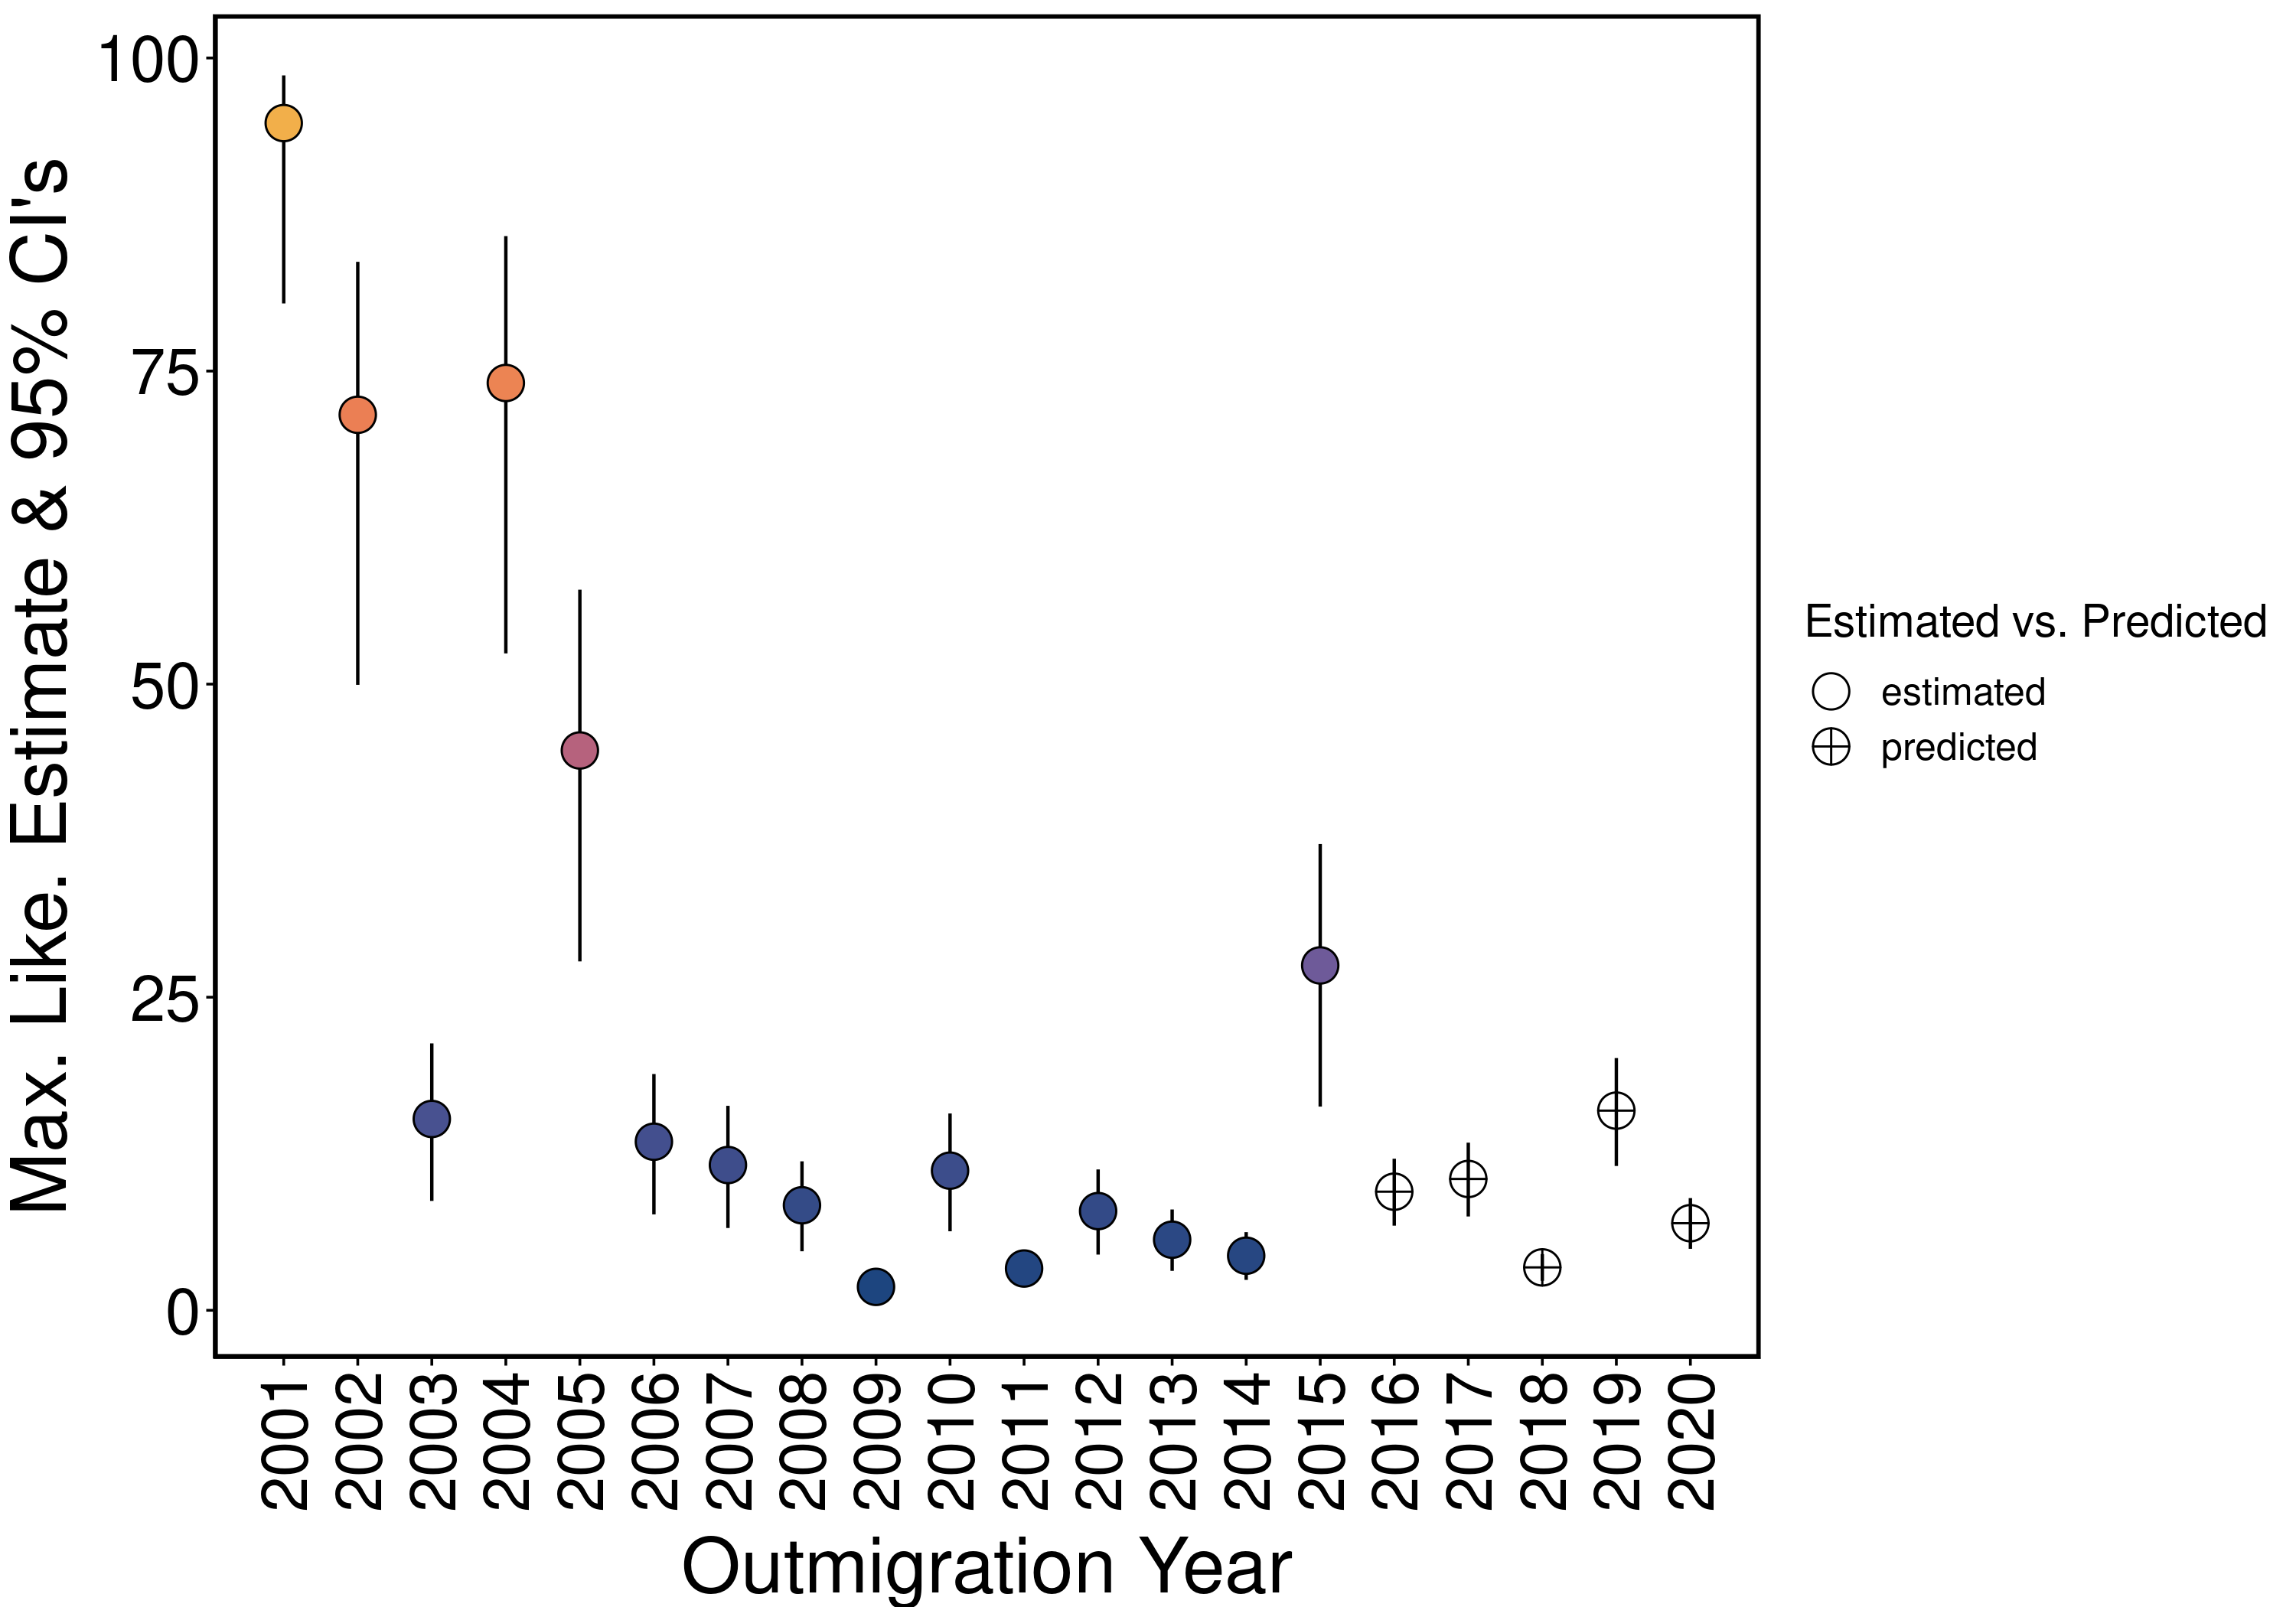 Max. Like. Estimate & 95% CI's
100
75
50
25
0
2001 2002 2003 2004 2005 2006 2007 2008 2009 2010 2011 2012 2013 2014 2015 2016 2017 2018 2019 2020
Outmigration Year
Estimated vs. Predicted
estimated
predicted